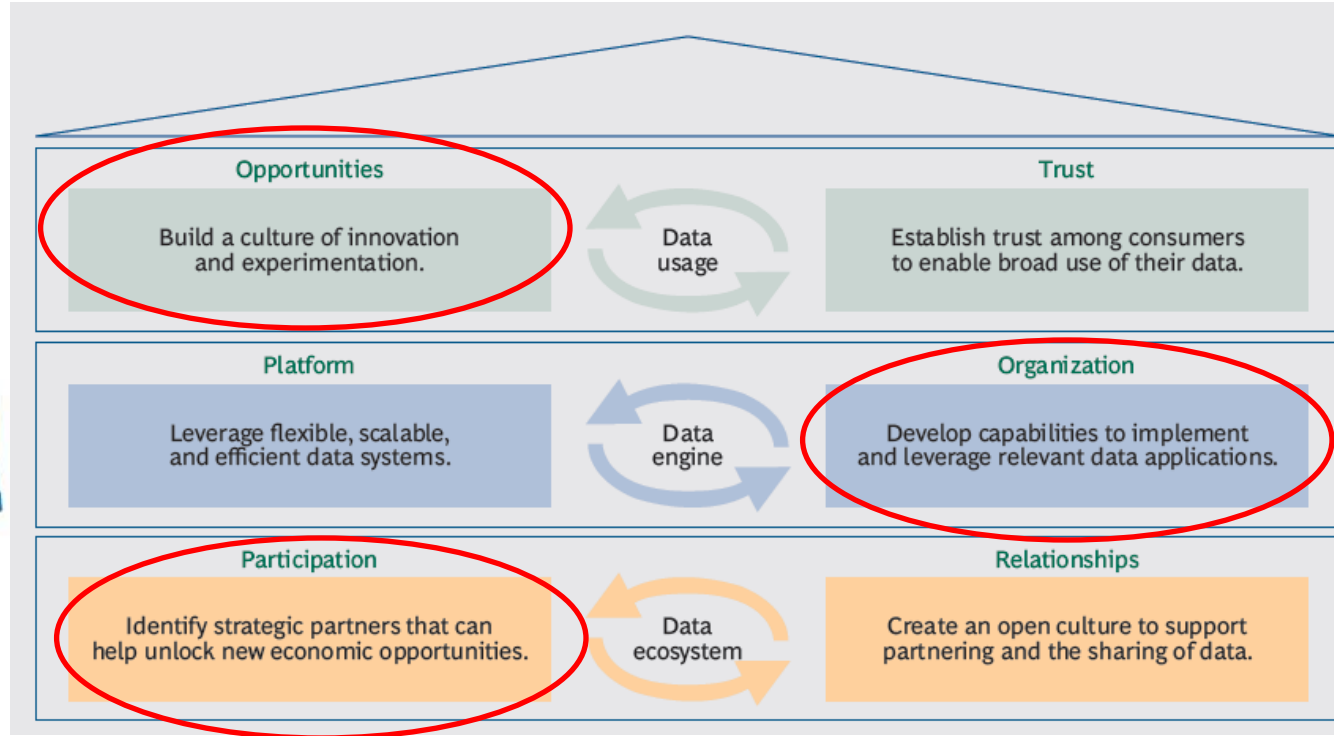 Opportunities
Build a culture of innovation
and experimentation.
Data
usage
Trust
Establish trust among consumers
to enable broad use of their data.
Platform
Leverage flexible, scalable,
and efficient data systems.
Data
engine
Organization
Develop capabilities to implement
and leverage relevant data applications.
Participation
Identify strategic partners that can
help unlock new economic opportunities.
Data
ecosystem
Relationships
Create an open culture to support
partnering and the sharing of data.